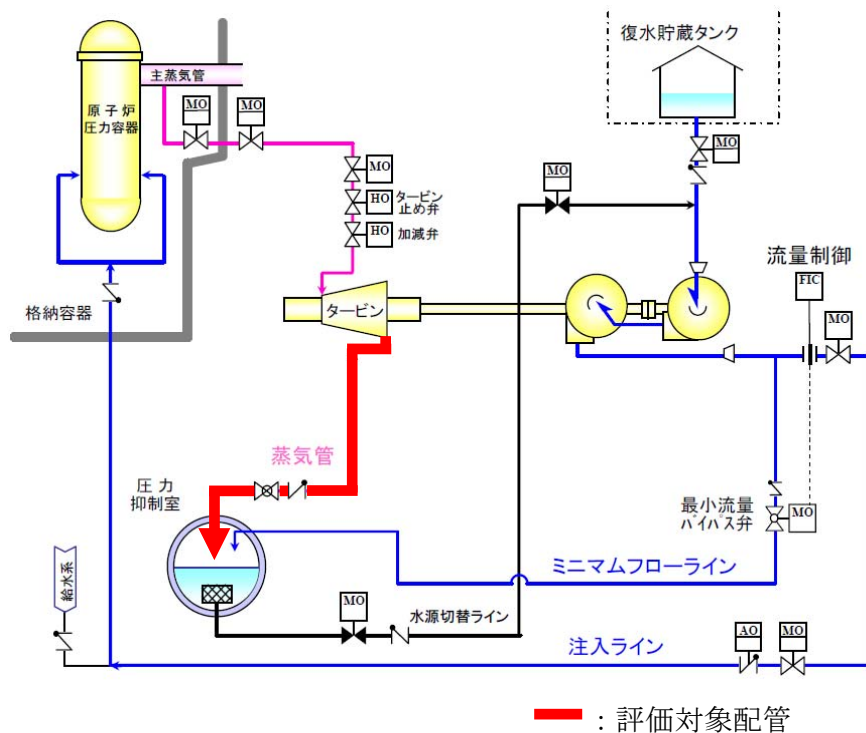 復水貯蔵タンク
主蒸気管
原子炉
圧力容器
MO
MO
MO
MO
MO
HO
タービン
止め弁
HO
加減弁
流量制御
FIC
MO
格納容器
タービン
蒸気管
圧力
抑制室
最小流量
バイパス弁
MO
ミニマムフローライン
給水系
MO
水源切替ライン
注入ライン
AO
MO
：評価対象配管